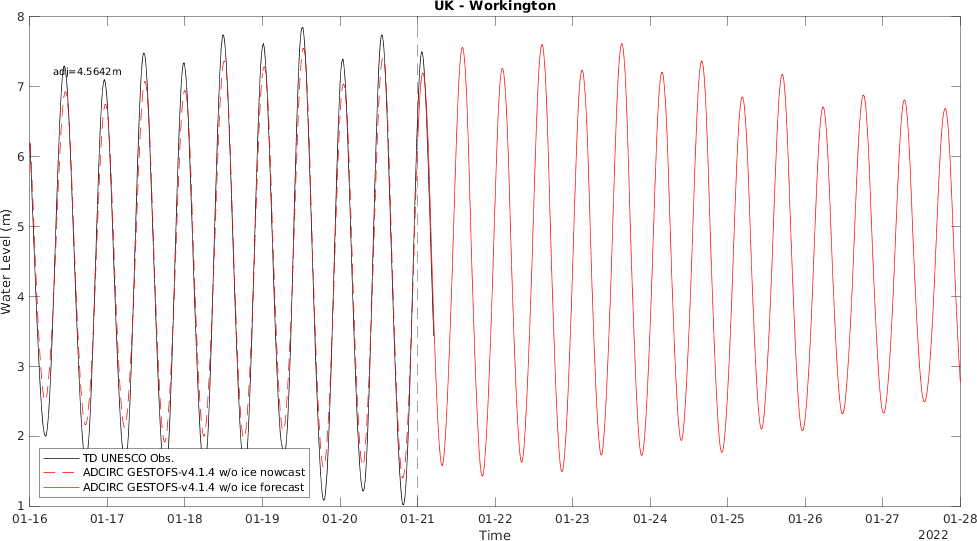 UK - Workington
8
7
6
5
4
3
2
1
Water Level (m)
adj=4.5642m
TD UNESCO Obs.
ADCIRC GESTOFS-v4.1.4 w/o ice nowcast
ADCIRC GESTOFS-v4.1.4 w/o ice forecast
01-16 01-17 01-18 01-19 01-20 01-21 01-22 01-23 01-24 01-25 01-26 01-27 01-28
Time
2022